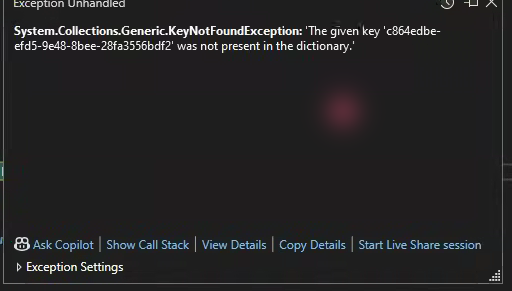 Exception Unhandled
System.Collections.Generic.KeyNotFoundException: 'The given key 'c864edbe-
efd5-9e48-8bee-28fa3556bdf2' was not present in the dictionary.'
Ask Copilot | Show Call Stack | View Details | Copy Details | Start Live Share session
Exception Settings